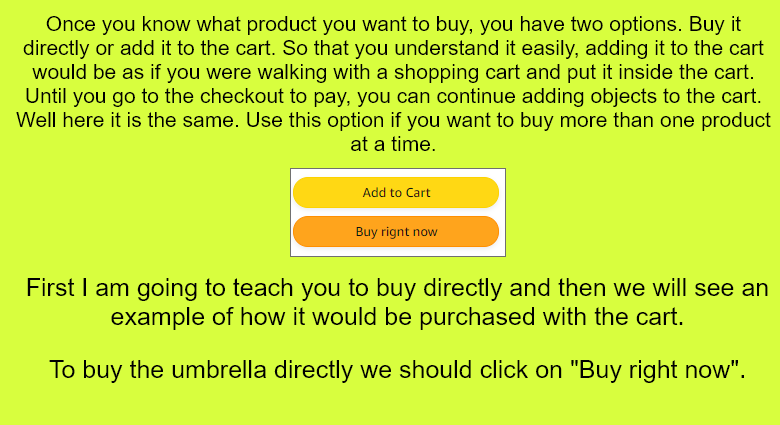 Once you know what product you want to buy, you have two options. Buy it
directly or add it to the cart. So that you understand it easily, adding it to the cart
would be as if you were walking with a shopping cart and put it inside the cart.
Until you go to the checkout to pay, you can continue adding objects to the cart.
Well here it is the same. Use this option if you want to buy more than one product
at a time.
Add to Cart
Buy rignt now
First I am going to teach you to buy directly and then we will see an
example of how it would be purchased with the cart.
To buy the umbrella directly we should click on "Buy right now".